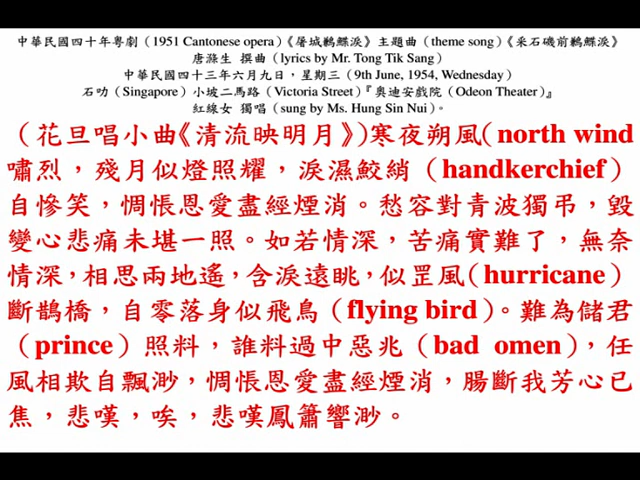 中華民國四十年粵劇（1951 Cantonese opera）《屠城鶼鰈淚》主題曲（theme song）《采石磯前鶼鰈淚》
唐滌生 撰曲（lyrics by Mr. Tong Tik Sang）
中華民國四十三年六月九日，星期三（9th June, 1954, Wednesday）
石叻（Singapore）小坡二馬路（Victoria Street）『奧迪安戲院（Odeon Theater）』
紅線女 獨唱（sung by Ms. Hung Sin Nui）。
（花旦唱小曲《清流映明月》)寒夜朔風(north wind
嘯烈，殘月似燈照耀，淚濕鮫綃（handkerchief）
自慘笑，惆悵恩愛盡經煙消。愁容對青波獨弔，毀
變心悲痛未堪一照。如若情深，苦痛實難了，無奈
情深，相思兩地遙，含淚遠眺，似罡風(hurricane）
斷鵲橋，自零落身似飛鳥（flying bird）。難為儲君
（prince）照料，誰料過中惡兆（bad omen），任
風相欺自飄渺，惆悵恩愛盡經煙消，腸斷我芳心已
焦，悲嘆，唉，悲嘆鳳簫響渺。